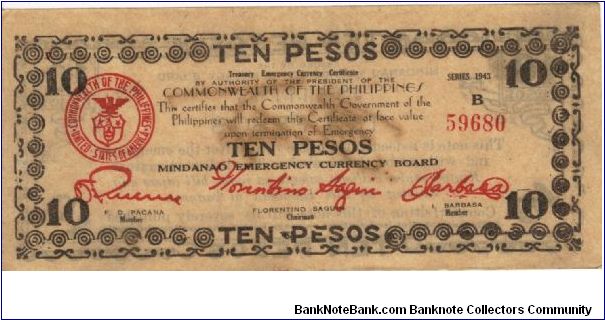 TEN PESOS
10
10
Treasury Emergency Currency Certificate
SERIES 1943
BY AUTHORITY OF THE PRESIDENT OF THE
COMMONWEALTH OF THE PHILIPPINES
B
This certifies that the Commonwealth Government of the
Philippines will redeem this Certificate at face value
upon termination of Emergency
59680
COMMONWEALTH OF THE PHILIPPINES
UNITED STATES OF AMERICA
TEN PESOS
MINDANAO EMERGENCY CURRENCY BOARD
Florentino Saguin
Barbasa
10
F. D. PACANA
Member
FLORENTINO SAGUIN
Chairman
I. BARBASA
Member
10
TEN PESOS
BankNoteBank.com Banknote Collectors Community